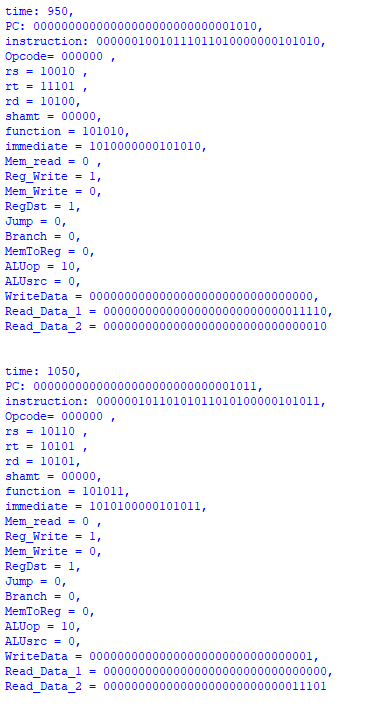 time: 950,
PC: 00000000000000000000000000001010,
instruction: 00000010010111011010000000101010,
Opcode= 000000 ,
rs = 10010 ,
rt = 11101 ,
rd = 10100,
shamt = 00000,
function = 101010,
immediate = 1010000000101010,
Mem_read = 0 ,
Reg_Write = 1,
Mem_Write = 0,
RegDst = 1,
Jump = 0,
Branch = 0,
MemToReg = 0,
ALUop = 10,
ALUsrc = 0,
WriteData = 00000000000000000000000000000000,
Read_Data_1 = 00000000000000000000000000011110,
Read_Data_2 = 00000000000000000000000000000010
time: 1050,
PC: 00000000000000000000000000001011,
instruction: 00000010110101011010100000101011,
Opcode= 000000 ,
rs = 10110 ,
rt = 10101 ,
rd = 10101,
shamt = 00000,
function = 101011,
immediate = 1010100000101011,
Mem_read = 0 ,
Reg_Write = 1,
Mem_Write = 0,
RegDst = 1,
Jump = 0,
Branch = 0,
MemToReg = 0,
ALUop = 10,
ALUsrc = 0,
WriteData = 00000000000000000000000000000001,
Read_Data_1 = 00000000000000000000000000000000,
Read_Data_2 = 00000000000000000000000000011101